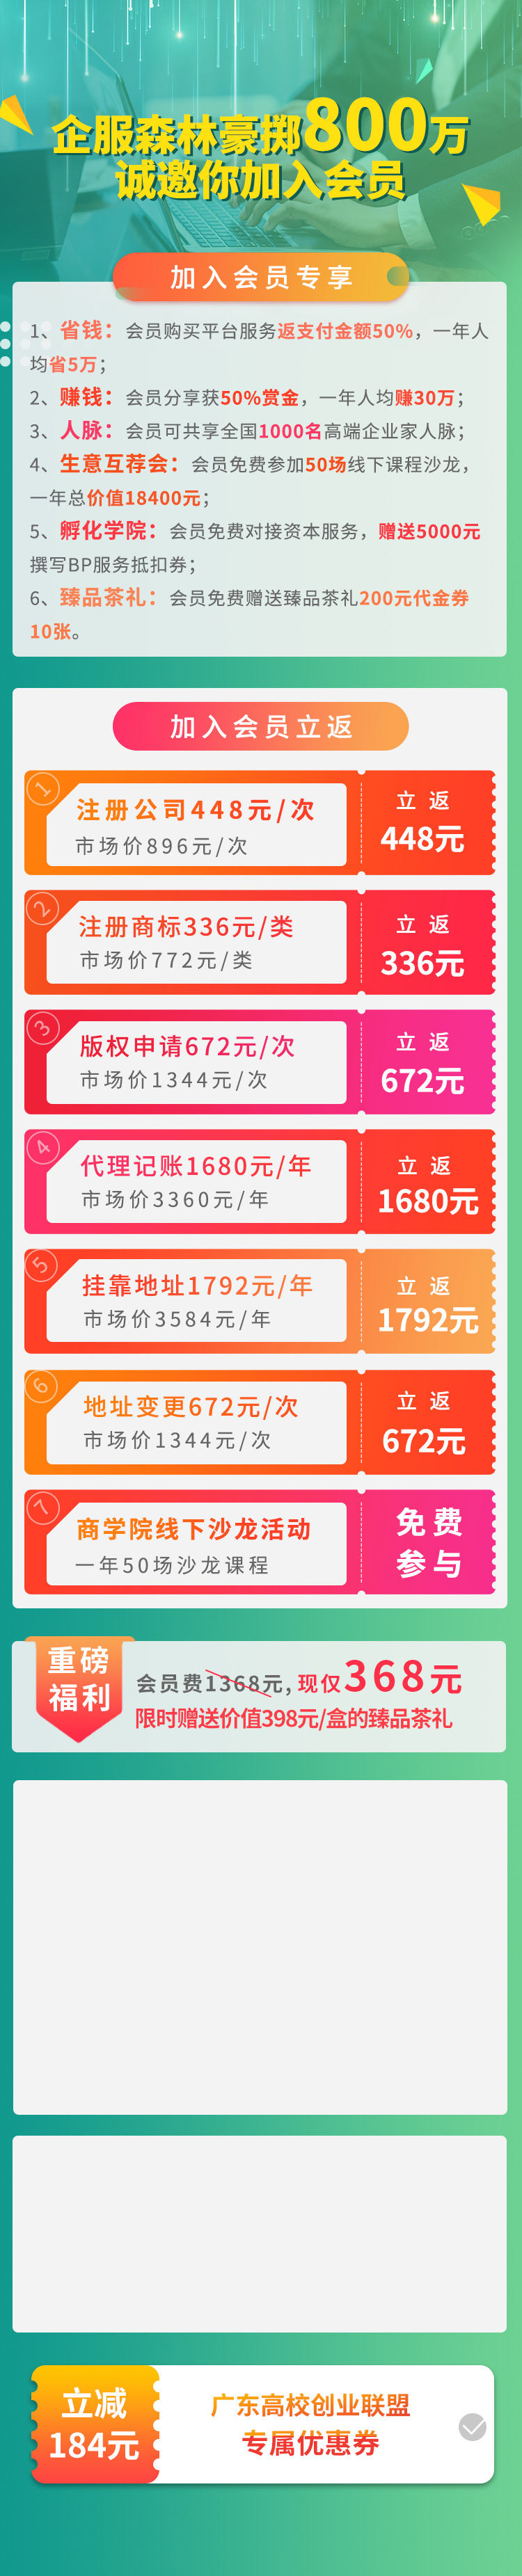 企服森林豪掷800万
诚邀你加入会员
加入会员专享
1、省钱：会员购买平台服务返支付金额50%，一年人
均省5万；
2、赚钱：会员分享获50%赏金，一年人均赚30万；
3、人脉：会员可共享全国1000名高端企业家人脉；
4、生意互荐会：会员免费参加50场线下课程沙龙，
一年总价值18400元；
5、孵化学院：会员免费对接资本服务，赠送5000元
撰写BP服务抵扣券；
6、臻品茶礼：会员免费赠送臻品茶礼200元代金券
10张。
加入会员立返
1
注册公司448元/次
市场价896元/次
立 返
448元
2
注册商标336元/类
市场价772元/类
立 返
336元
3
版权申请672元/次
市场价1344元/次
立 返
672元
4
代理记账1680元/年
市场价3360元/年
立 返
1680元
5
挂靠地址1792元/年
市场价3584元/年
立 返
1792元
6
地址变更672元/次
市场价1344元/次
立 返
672元
7
商学院线下沙龙活动
一年50场沙龙课程
免费
参与
重磅
福利
会员费1368元，现仅368元
限时赠送价值398元/盒的臻品茶礼
立减
184元
广东高校创业联盟
专属优惠券